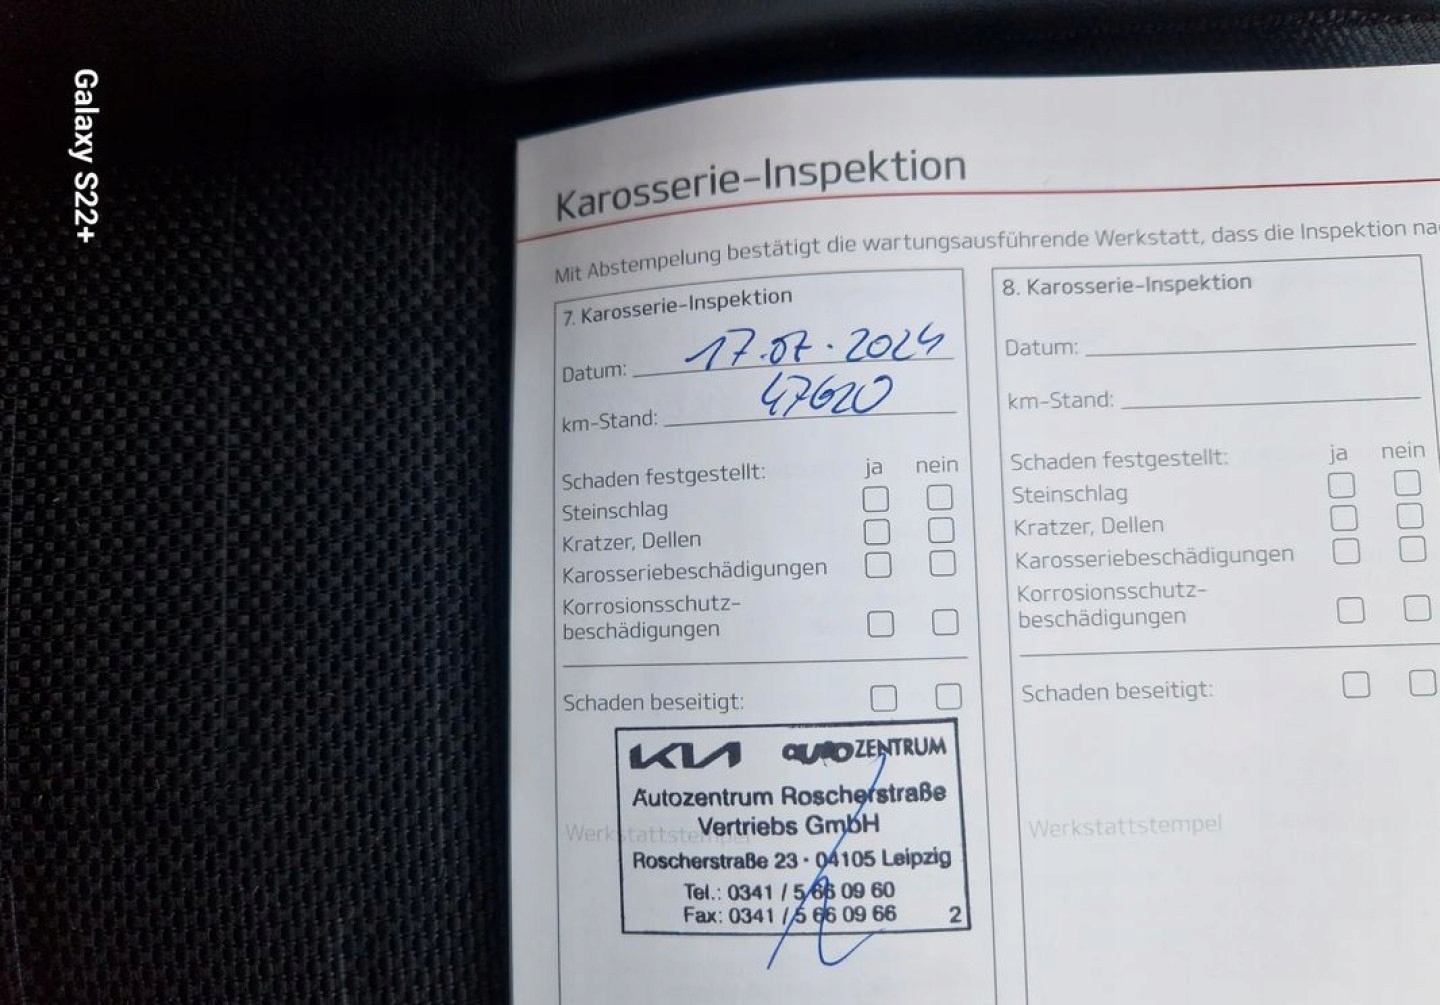 Galaxy S22+
Karosserie-Inspektion
Mit Abstempelung bestätigt die wartungsausführende Werkstatt, dass die Inspektion na
7. Karosserie-Inspektion
Datum: 17.07.2024
km-Stand: 47620
Schaden festgestellt: ja nein
Steinschlag
Kratzer, Dellen
Karosseriebeschädigungen
Korrosionsschutz-
beschädigungen
Schaden beseitigt:
Werkstattstempel
KIA autoZENTRUM
Autozentrum Roscherstraße
Vertriebs GmbH
Roscherstraße 23 · 04105 Leipzig
Tel.: 0341 / 5 66 09 60
Fax: 0341 / 5 66 09 66 2
8. Karosserie-Inspektion
Datum:
km-Stand:
Schaden festgestellt: ja nein
Steinschlag
Kratzer, Dellen
Karosseriebeschädigungen
Korrosionsschutz-
beschädigungen
Schaden beseitigt:
Werkstattstempel